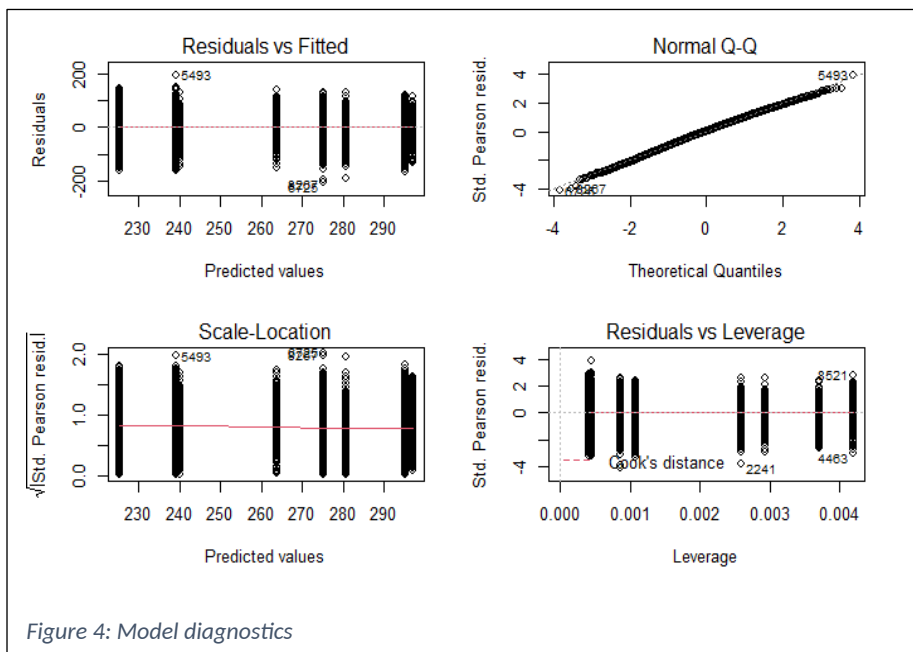 Residuals vs Fitted
Residuals
200
0
-200
5493
6725
230 240 250 260 270 280 290
Predicted values
Normal Q-Q
Std. Pearson resid.
4
2
0
-4
5493
-4 -2 0 2 4
Theoretical Quantiles
Scale-Location
√|Std. Pearson resid.|
2.0
1.0
0.0
5493
230 240 250 260 270 280 290
Predicted values
Residuals vs Leverage
Std. Pearson resid.
4
2
0
-4
8521
4463
Cook's distance
2241
0.000 0.001 0.002 0.003 0.004
Leverage
Figure 4: Model diagnostics